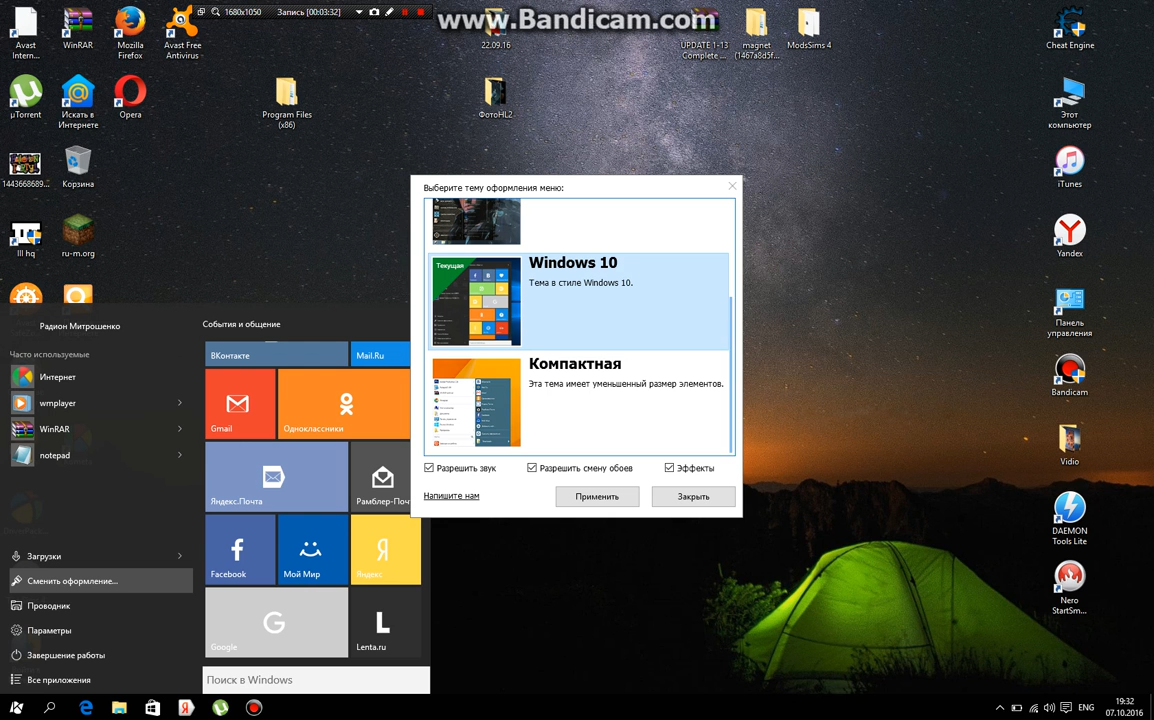 1680x1050
Запись [00:03:32]
www.Bandicam.com
Avast
Intern...
WinRAR
Mozilla
Firefox
Avast Free
Antivirus
22.09.16
UPDATE 1-13
Complete ...
magnet
(1467a8d5f...
ModsSims 4
Cheat Engine
µTorrent
Искать в
Интернете
Opera
Program Files
(x86)
ФотоHL2
Этот
компьютер
1443668689...
Корзина
iTunes
III hq
ru-m.org
Yandex
Панель
управления
Bandicam
Vidio
DAEMON
Tools Lite
Nero
StartSm...
Выберите тему оформления меню:
Текущая
Windows 10
Тема в стиле Windows 10.
Компактная
Эта тема имеет уменьшенный размер элементов.
Разрешить звук
Разрешить смену обоев
Эффекты
Напишите нам
Применить
Закрыть
Радион Митрошенко
Часто используемые
Интернет
wmplayer
WinRAR
notepad
Загрузки
Сменить оформление...
Проводник
Параметры
Завершение работы
Все приложения
События и общение
ВКонтакте
Mail.Ru
Gmail
Одноклассники
Яндекс.Почта
Рамблер-Поч
Facebook
Мой Мир
Яндекс
Google
Lenta.ru
Поиск в Windows
ENG
19:32
07.10.2016